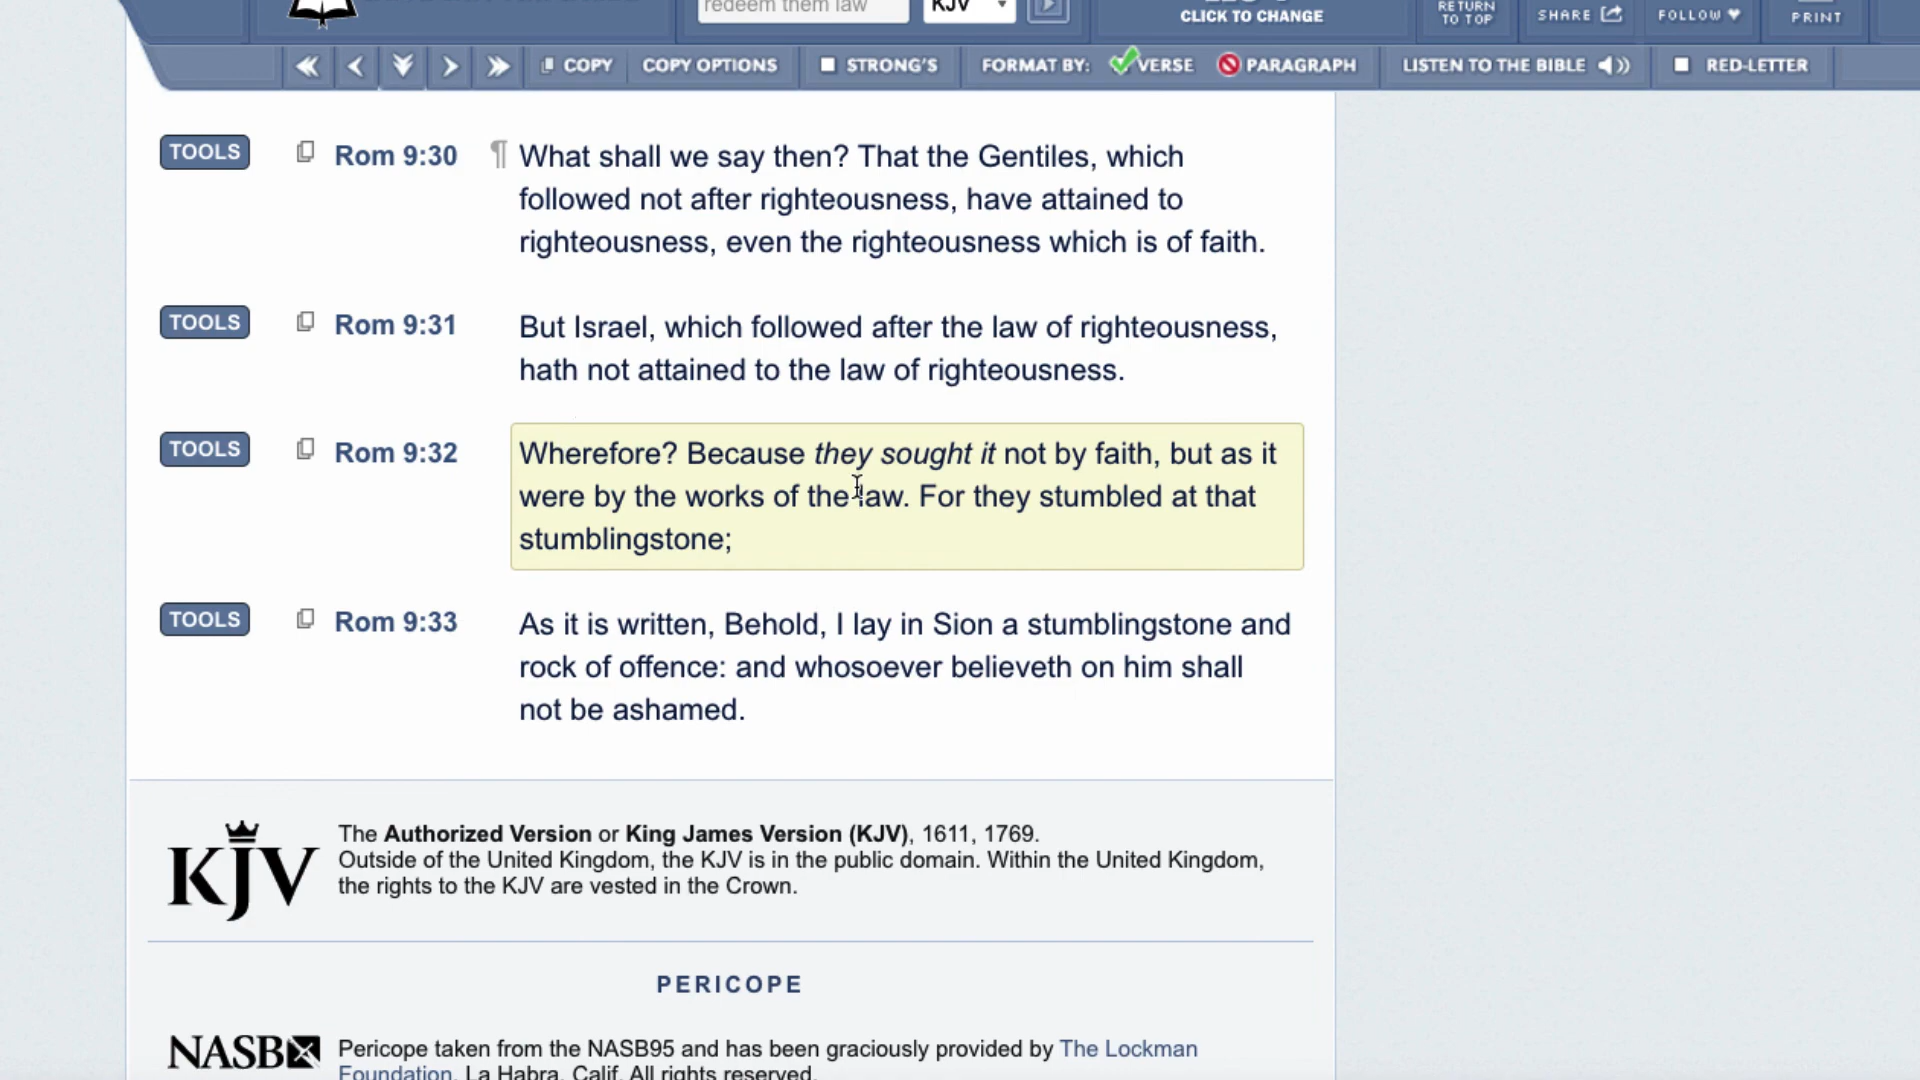 redeem them law KJV CLICK TO CHANGE RETURN TO TOP SHARE FOLLOW PRINT
COPY COPY OPTIONS STRONG'S FORMAT BY: VERSE PARAGRAPH LISTEN TO THE BIBLE RED-LETTER
TOOLS Rom 9:30 ¶ What shall we say then? That the Gentiles, which
followed not after righteousness, have attained to
righteousness, even the righteousness which is of faith.
TOOLS Rom 9:31 But Israel, which followed after the law of righteousness,
hath not attained to the law of righteousness.
TOOLS Rom 9:32 Wherefore? Because they sought it not by faith, but as it
were by the works of the law. For they stumbled at that
stumblingstone;
TOOLS Rom 9:33 As it is written, Behold, I lay in Sion a stumblingstone and
rock of offence: and whosoever believeth on him shall
not be ashamed.
KJV
The Authorized Version or King James Version (KJV), 1611, 1769.
Outside of the United Kingdom, the KJV is in the public domain. Within the United Kingdom,
the rights to the KJV are vested in the Crown.
PERICOPE
NASB Pericope taken from the NASB95 and has been graciously provided by The Lockman
Foundation, La Habra, Calif. All rights reserved.